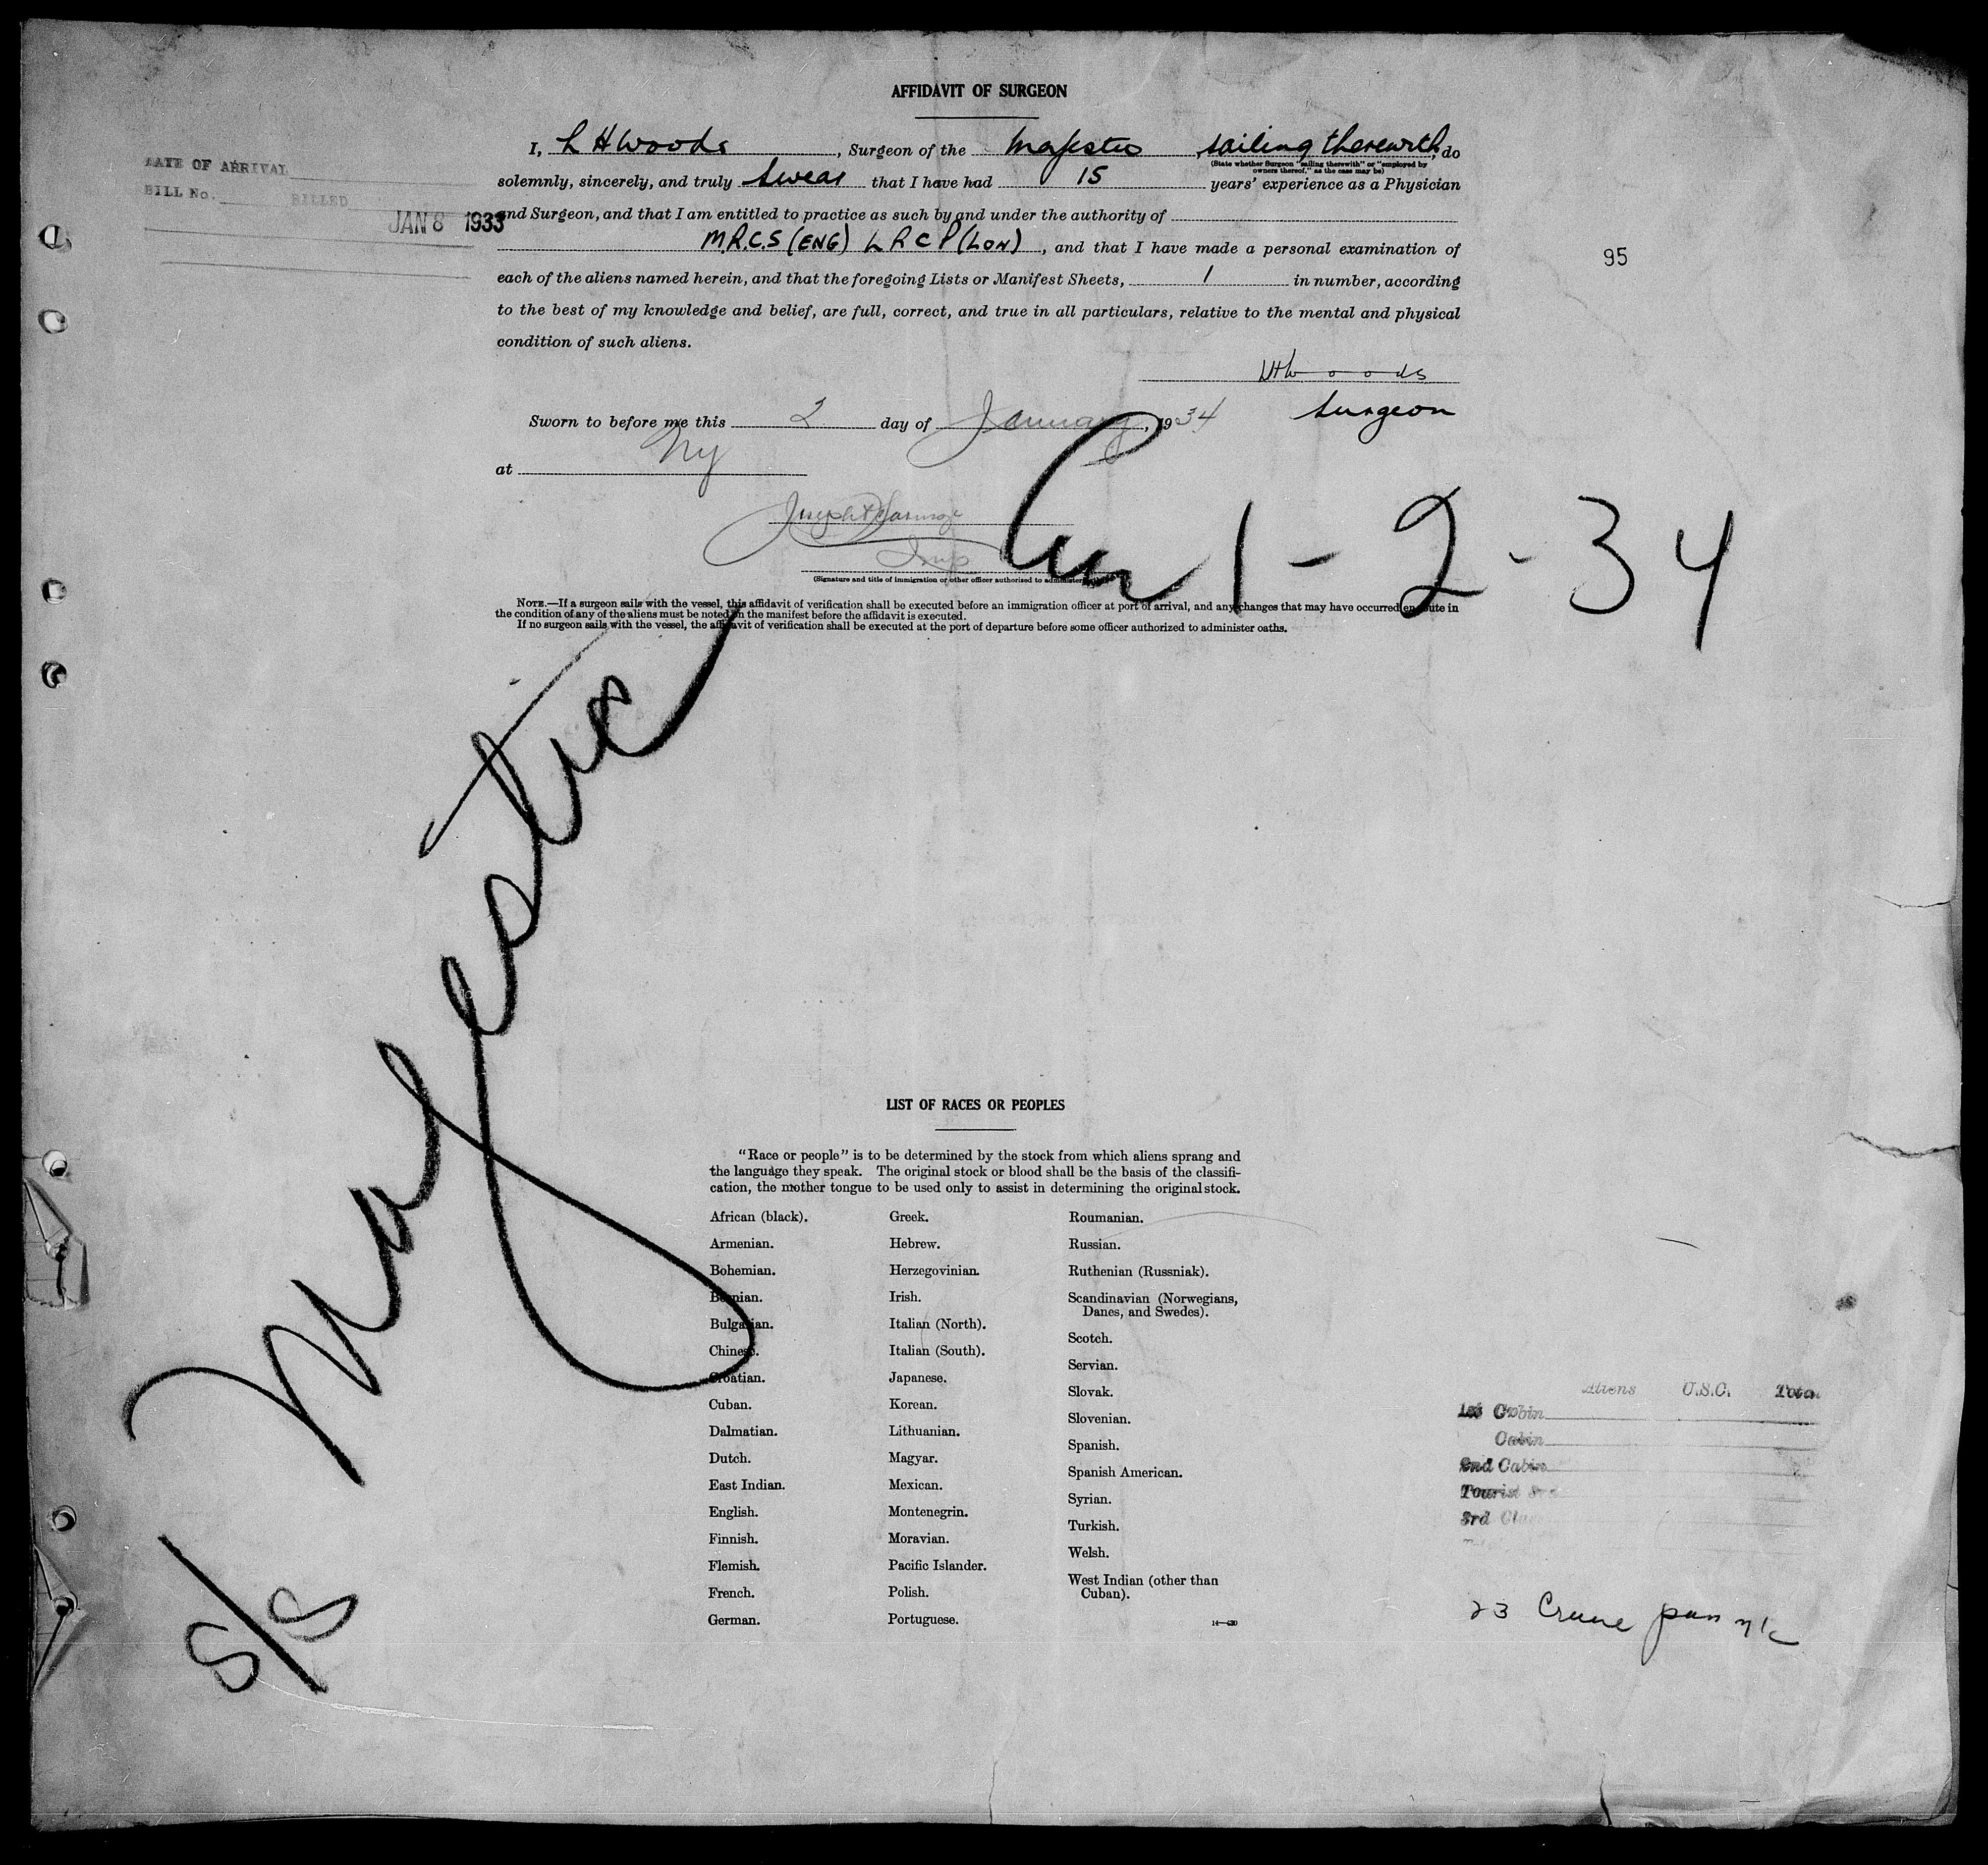 AFFIDAVIT OF SURGEON
I, L H Woods, Surgeon of the Majestic, sailing therewith, do
(State whether Surgeon "sailing therewith" or "employed by
owners thereof," as the case may be)
solemnly, sincerely, and truly swear that I have had 15 years' experience as a Physician
and Surgeon, and that I am entitled to practice as such by and under the authority of
M.R.C.S (ENG) L R C P (LON), and that I have made a personal examination of
each of the aliens named herein, and that the foregoing Lists or Manifest Sheets, 1 in number, according
to the best of my knowledge and belief, are full, correct, and true in all particulars, relative to the mental and physical
condition of such aliens.
DATE OF ARRIVAL
BILL No.
BILLED
JAN 8 1933
95
LH Woods
Surgeon
Sworn to before me this 2 day of January, 1934
at NY
Joseph
Insp
(Signature and title of immigration or other officer authorized to administer
1-2-34
NOTE.—If a surgeon sails with the vessel, this affidavit of verification shall be executed before an immigration officer at port of arrival, and any changes that may have occurred en route in
the condition of any of the aliens must be noted on the manifest before the affidavit is executed.
If no surgeon sails with the vessel, the affidavit of verification shall be executed at the port of departure before some officer authorized to administer oaths.
S/S Majestic
LIST OF RACES OR PEOPLES
"Race or people" is to be determined by the stock from which aliens sprang and
the language they speak. The original stock or blood shall be the basis of the classifi-
cation, the mother tongue to be used only to assist in determining the original stock.
African (black).
Armenian.
Bohemian.
Bosnian.
Bulgarian.
Chinese.
Croatian.
Cuban.
Dalmatian.
Dutch.
East Indian.
English.
Finnish.
Flemish.
French.
German.
Greek.
Hebrew.
Herzegovinian.
Irish.
Italian (North).
Italian (South).
Japanese.
Korean.
Lithuanian.
Magyar.
Mexican.
Montenegrin.
Moravian.
Pacific Islander.
Polish.
Portuguese.
Roumanian.
Russian.
Ruthenian (Russniak).
Scandinavian (Norwegians,
Danes, and Swedes).
Scotch.
Servian.
Slovak.
Slovenian.
Spanish.
Spanish American.
Syrian.
Turkish.
Welsh.
West Indian (other than
Cuban).
Aliens U.S.C. Total
1st Cabin
Cabin
2nd Cabin
Tourist 3rd
3rd Class
23